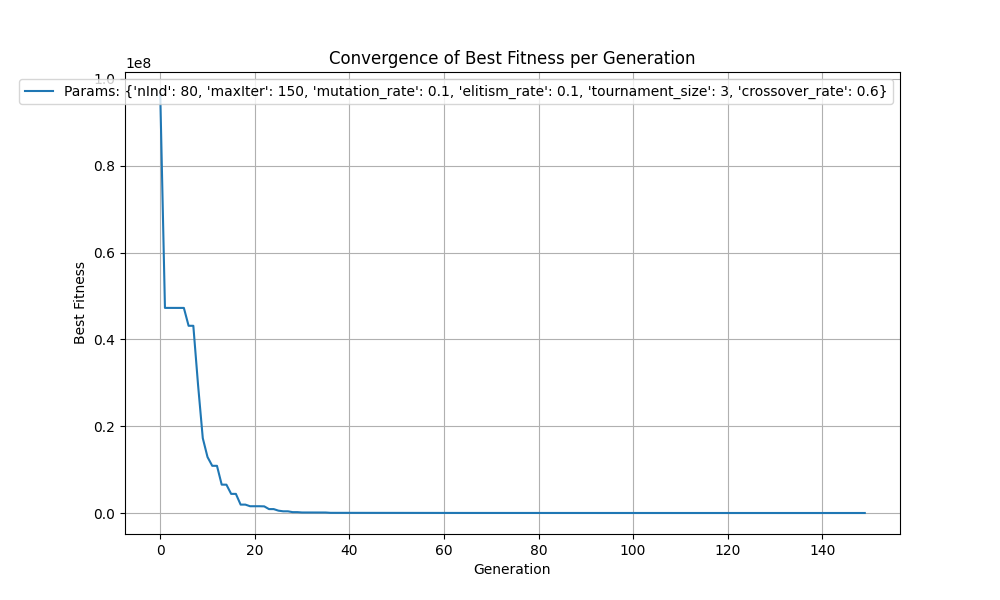 Convergence of Best Fitness per Generation
1e8
1.0
Params: {'nInd': 80, 'maxIter': 150, 'mutation_rate': 0.1, 'elitism_rate': 0.1, 'tournament_size': 3, 'crossover_rate': 0.6}
0.8
0.6
Best Fitness
0.4
0.2
0.0
0 20 40 60 80 100 120 140
Generation